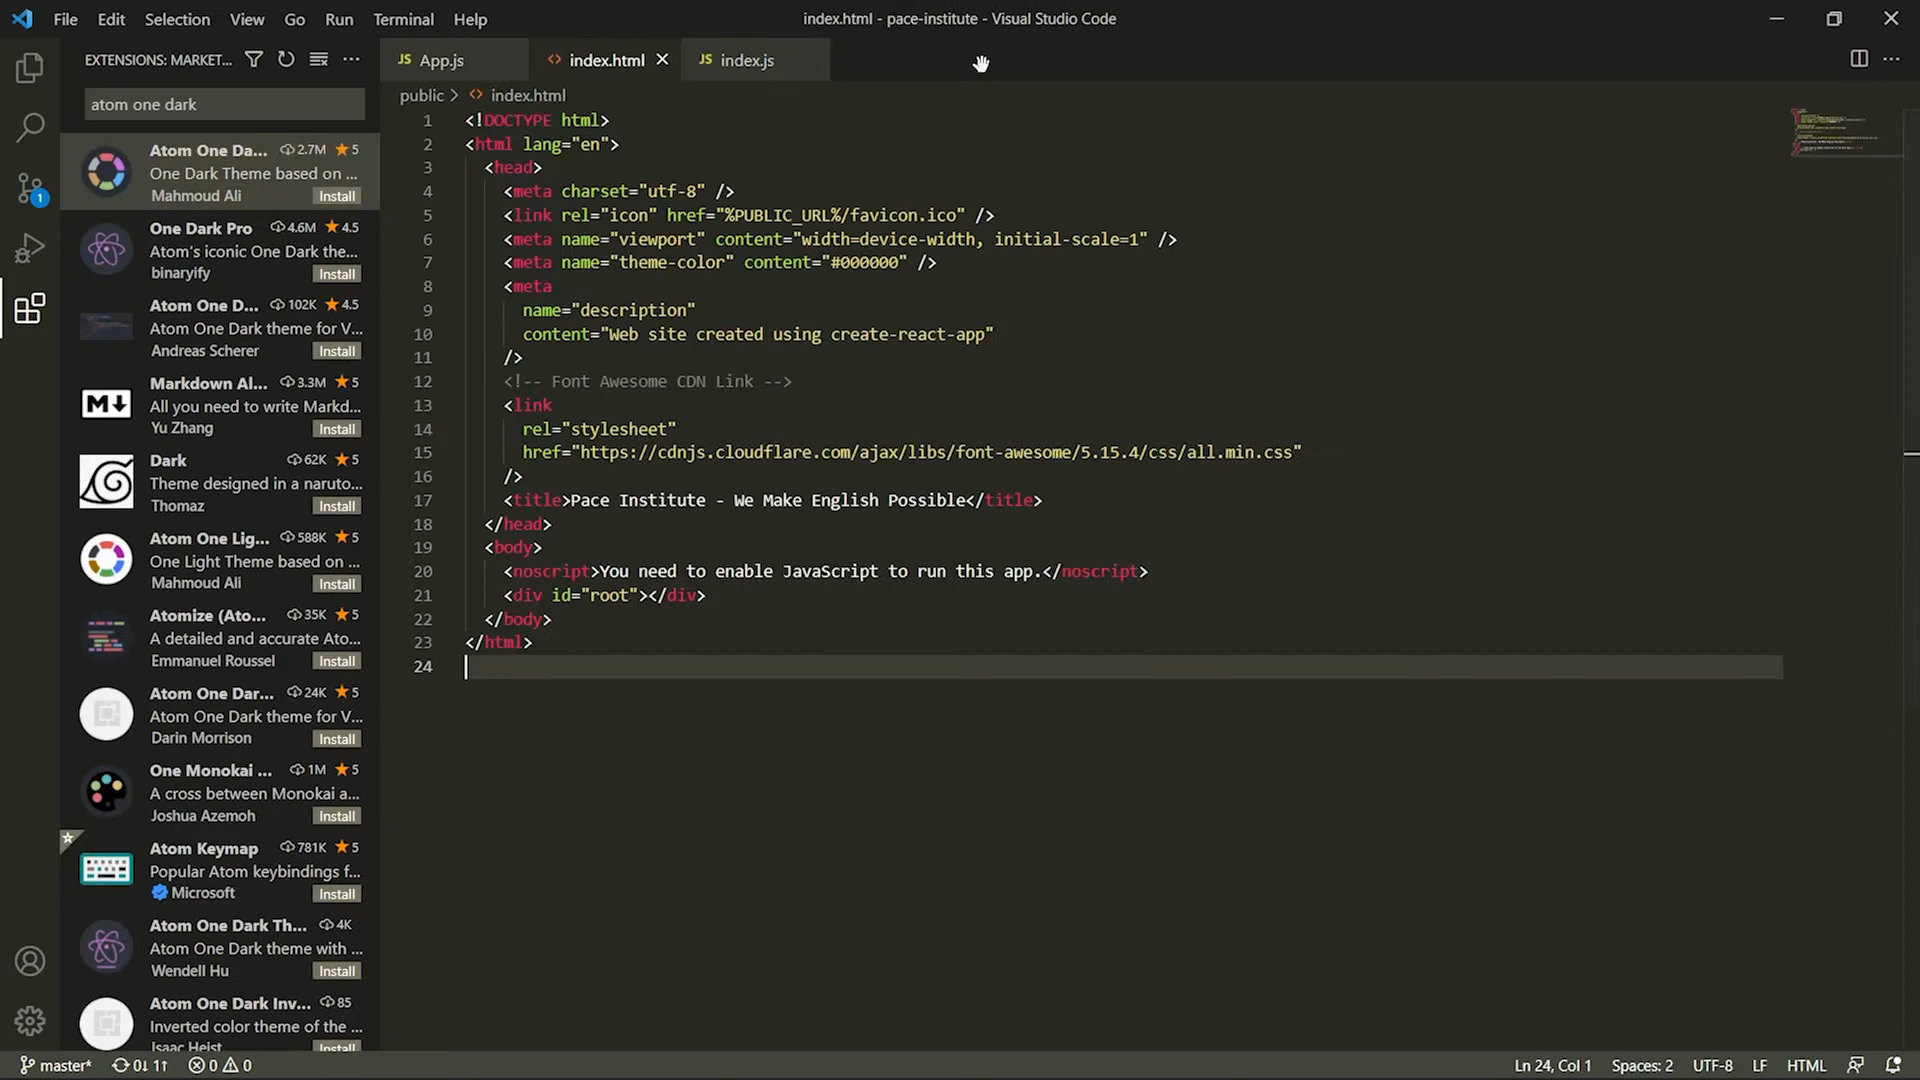 File Edit Selection View Go Run Terminal Help
index.html - pace-institute - Visual Studio Code
EXTENSIONS: MARKET...
atom one dark
Atom One Da... 2.7M 5
One Dark Theme based on ...
Mahmoud Ali Install
One Dark Pro 4.6M 4.5
Atom's iconic One Dark the...
binaryify Install
Atom One D... 102K 4.5
Atom One Dark theme for V...
Andreas Scherer Install
Markdown Al... 3.3M 5
All you need to write Markd...
Yu Zhang Install
Dark 62K 5
Theme designed in a naruto...
Thomaz Install
Atom One Lig... 588K 5
One Light Theme based on ...
Mahmoud Ali Install
Atomize (Ato... 35K 5
A detailed and accurate Ato...
Emmanuel Roussel Install
Atom One Dar... 24K 5
Atom One Dark theme for V...
Darin Morrison Install
One Monokai ... 1M 5
A cross between Monokai a...
Joshua Azemoh Install
Atom Keymap 781K 5
Popular Atom keybindings f...
Microsoft Install
Atom One Dark Th... 4K
Atom One Dark theme with ...
Wendell Hu Install
Atom One Dark Inv... 85
Inverted color theme of the ...
Isaac Heist Install
1
JS App.js <> index.html JS index.js
public > <> index.html
1 <!DOCTYPE html>
2 <html lang="en">
3 <head>
4 <meta charset="utf-8" />
5 <link rel="icon" href="%PUBLIC_URL%/favicon.ico" />
6 <meta name="viewport" content="width=device-width, initial-scale=1" />
7 <meta name="theme-color" content="#000000" />
8 <meta
9 name="description"
10 content="Web site created using create-react-app"
11 />
12 <!-- Font Awesome CDN Link -->
13 <link
14 rel="stylesheet"
15 href="https://cdnjs.cloudflare.com/ajax/libs/font-awesome/5.15.4/css/all.min.css"
16 />
17 <title>Pace Institute - We Make English Possible</title>
18 </head>
19 <body>
20 <noscript>You need to enable JavaScript to run this app.</noscript>
21 <div id="root"></div>
22 </body>
23 </html>
24
master* 0↓ 1↑ 0 0
Ln 24, Col 1 Spaces: 2 UTF-8 LF HTML